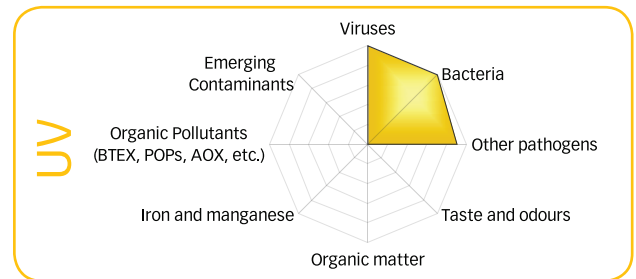 UV
Viruses
Bacteria
Other pathogens
Taste and odours
Organic matter
Iron and manganese
Organic Pollutants
(BTEX, POPs, AOX, etc.)
Emerging
Contaminants